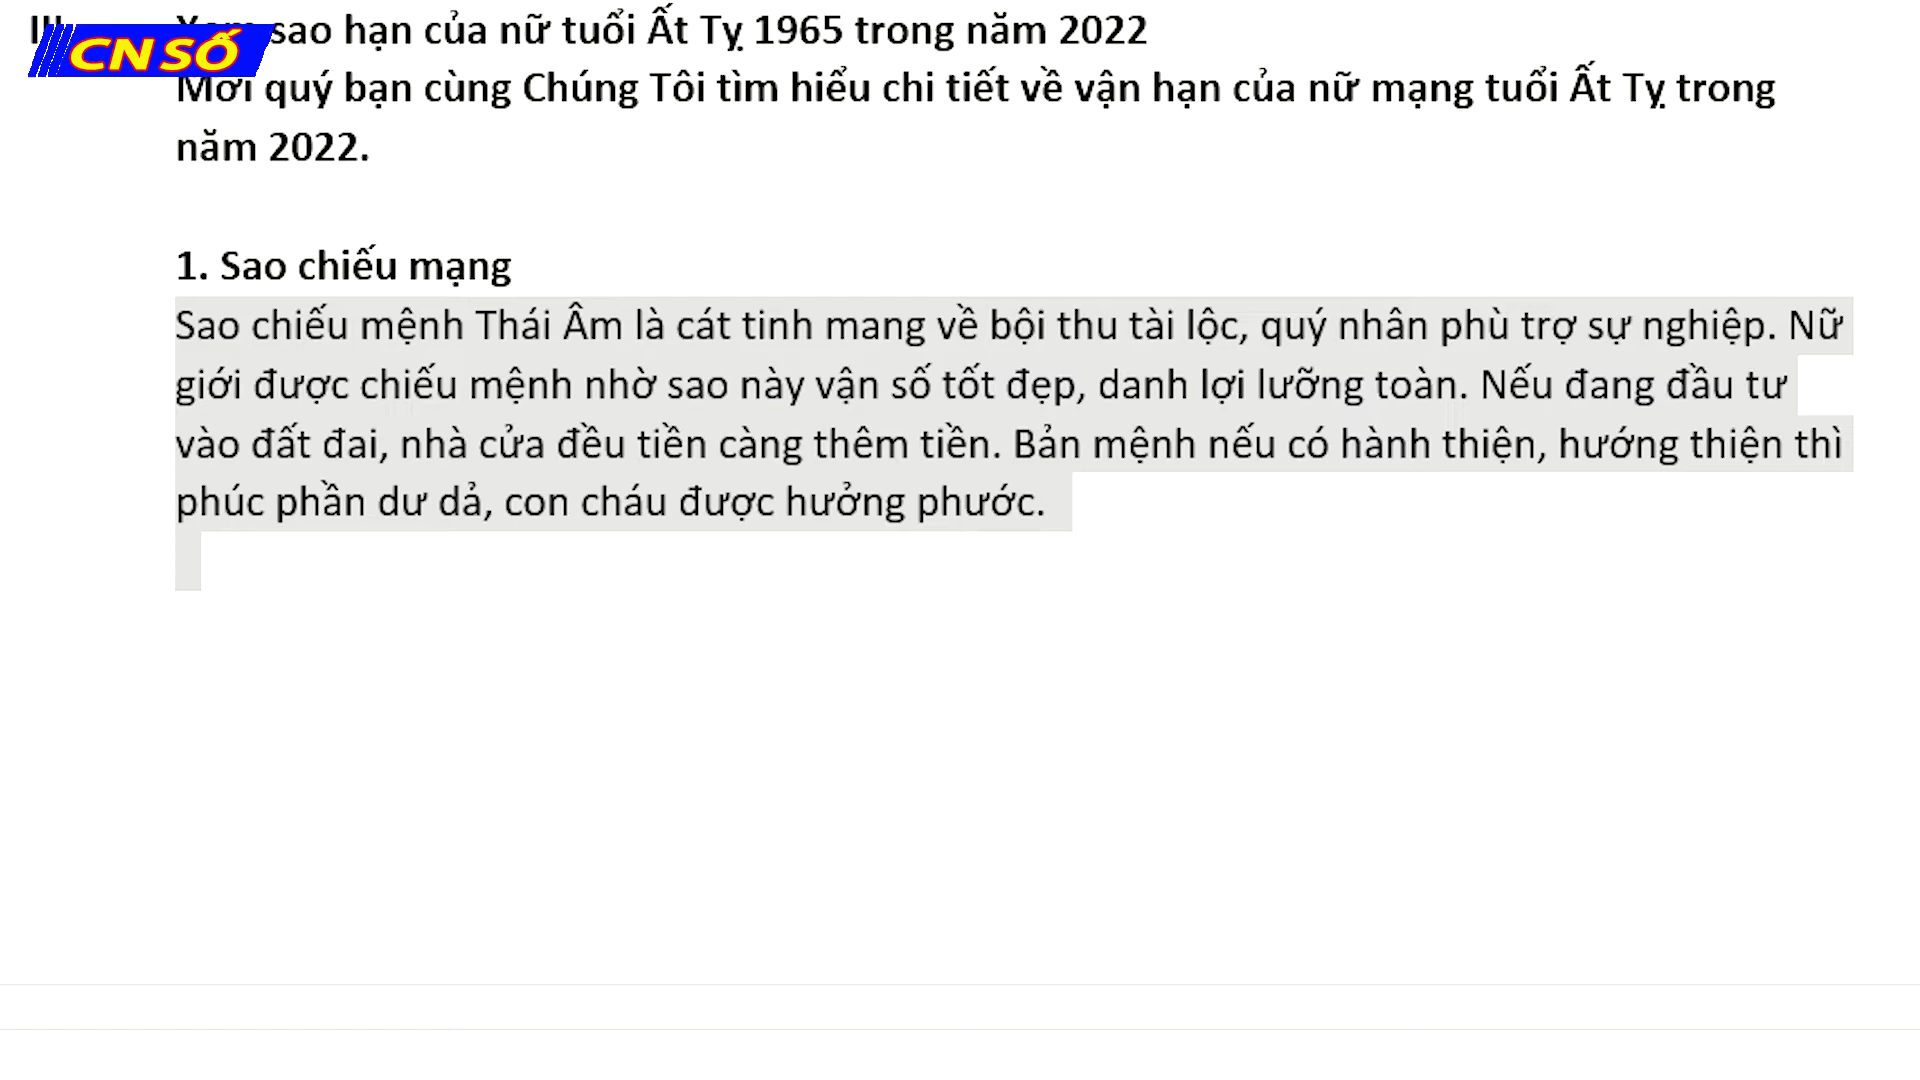 sao hạn của nữ tuổi Ất Tỵ 1965 trong năm 2022
CN SỐ
Mời quý bạn cùng Chúng Tôi tìm hiểu chi tiết về vận hạn của nữ mạng tuổi Ất Tỵ trong
năm 2022.
1. Sao chiếu mạng
Sao chiếu mệnh Thái Âm là cát tinh mang về bội thu tài lộc, quý nhân phù trợ sự nghiệp. Nữ
giới được chiếu mệnh nhờ sao này vận số tốt đẹp, danh lợi lưỡng toàn. Nếu đang đầu tư
vào đất đai, nhà cửa đều tiền càng thêm tiền. Bản mệnh nếu có hành thiện, hướng thiện thì
phúc phần dư dả, con cháu được hưởng phước.